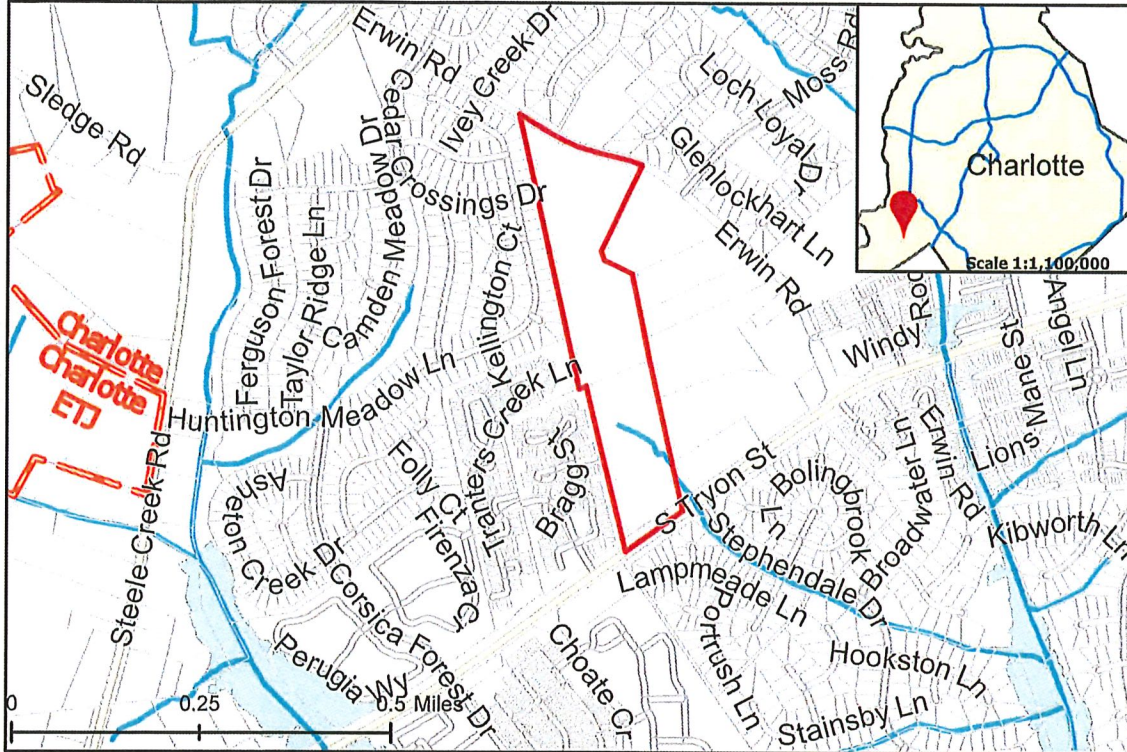 Erwin Rd
Ivey Creek Dr
Cedar Crossings Dr
Moss Rd
Loch Loyal Dr
Glenlockhart Ln
Sledge Rd
Charlotte
Scale 1:1,100,000
Ferguson Forest Dr
Taylor Ridge Ln
Camden Meadow Dr
Kellington Ct
Erwin Rd
Windy
Angel Ln
Mane St
Lions
Charlotte
Charlotte
ETJ
Huntington Meadow Ln
Tranters Creek Ln
Steele Creek Rd
Asheton Creek Dr
Folly Ct
Firenza Cr
Bragg St
S Tryon St
Bolingbrook Ln
Broadwater Ln
Erwin Rd
Kibworth Ln
Stephendale Dr
Lampmeade Ln
Portrush Ln
Corsica Forest Dr
Perugia Wy
Choate Cr
Hookston Ln
Stainsby Ln
0
0.25
0.5 Miles